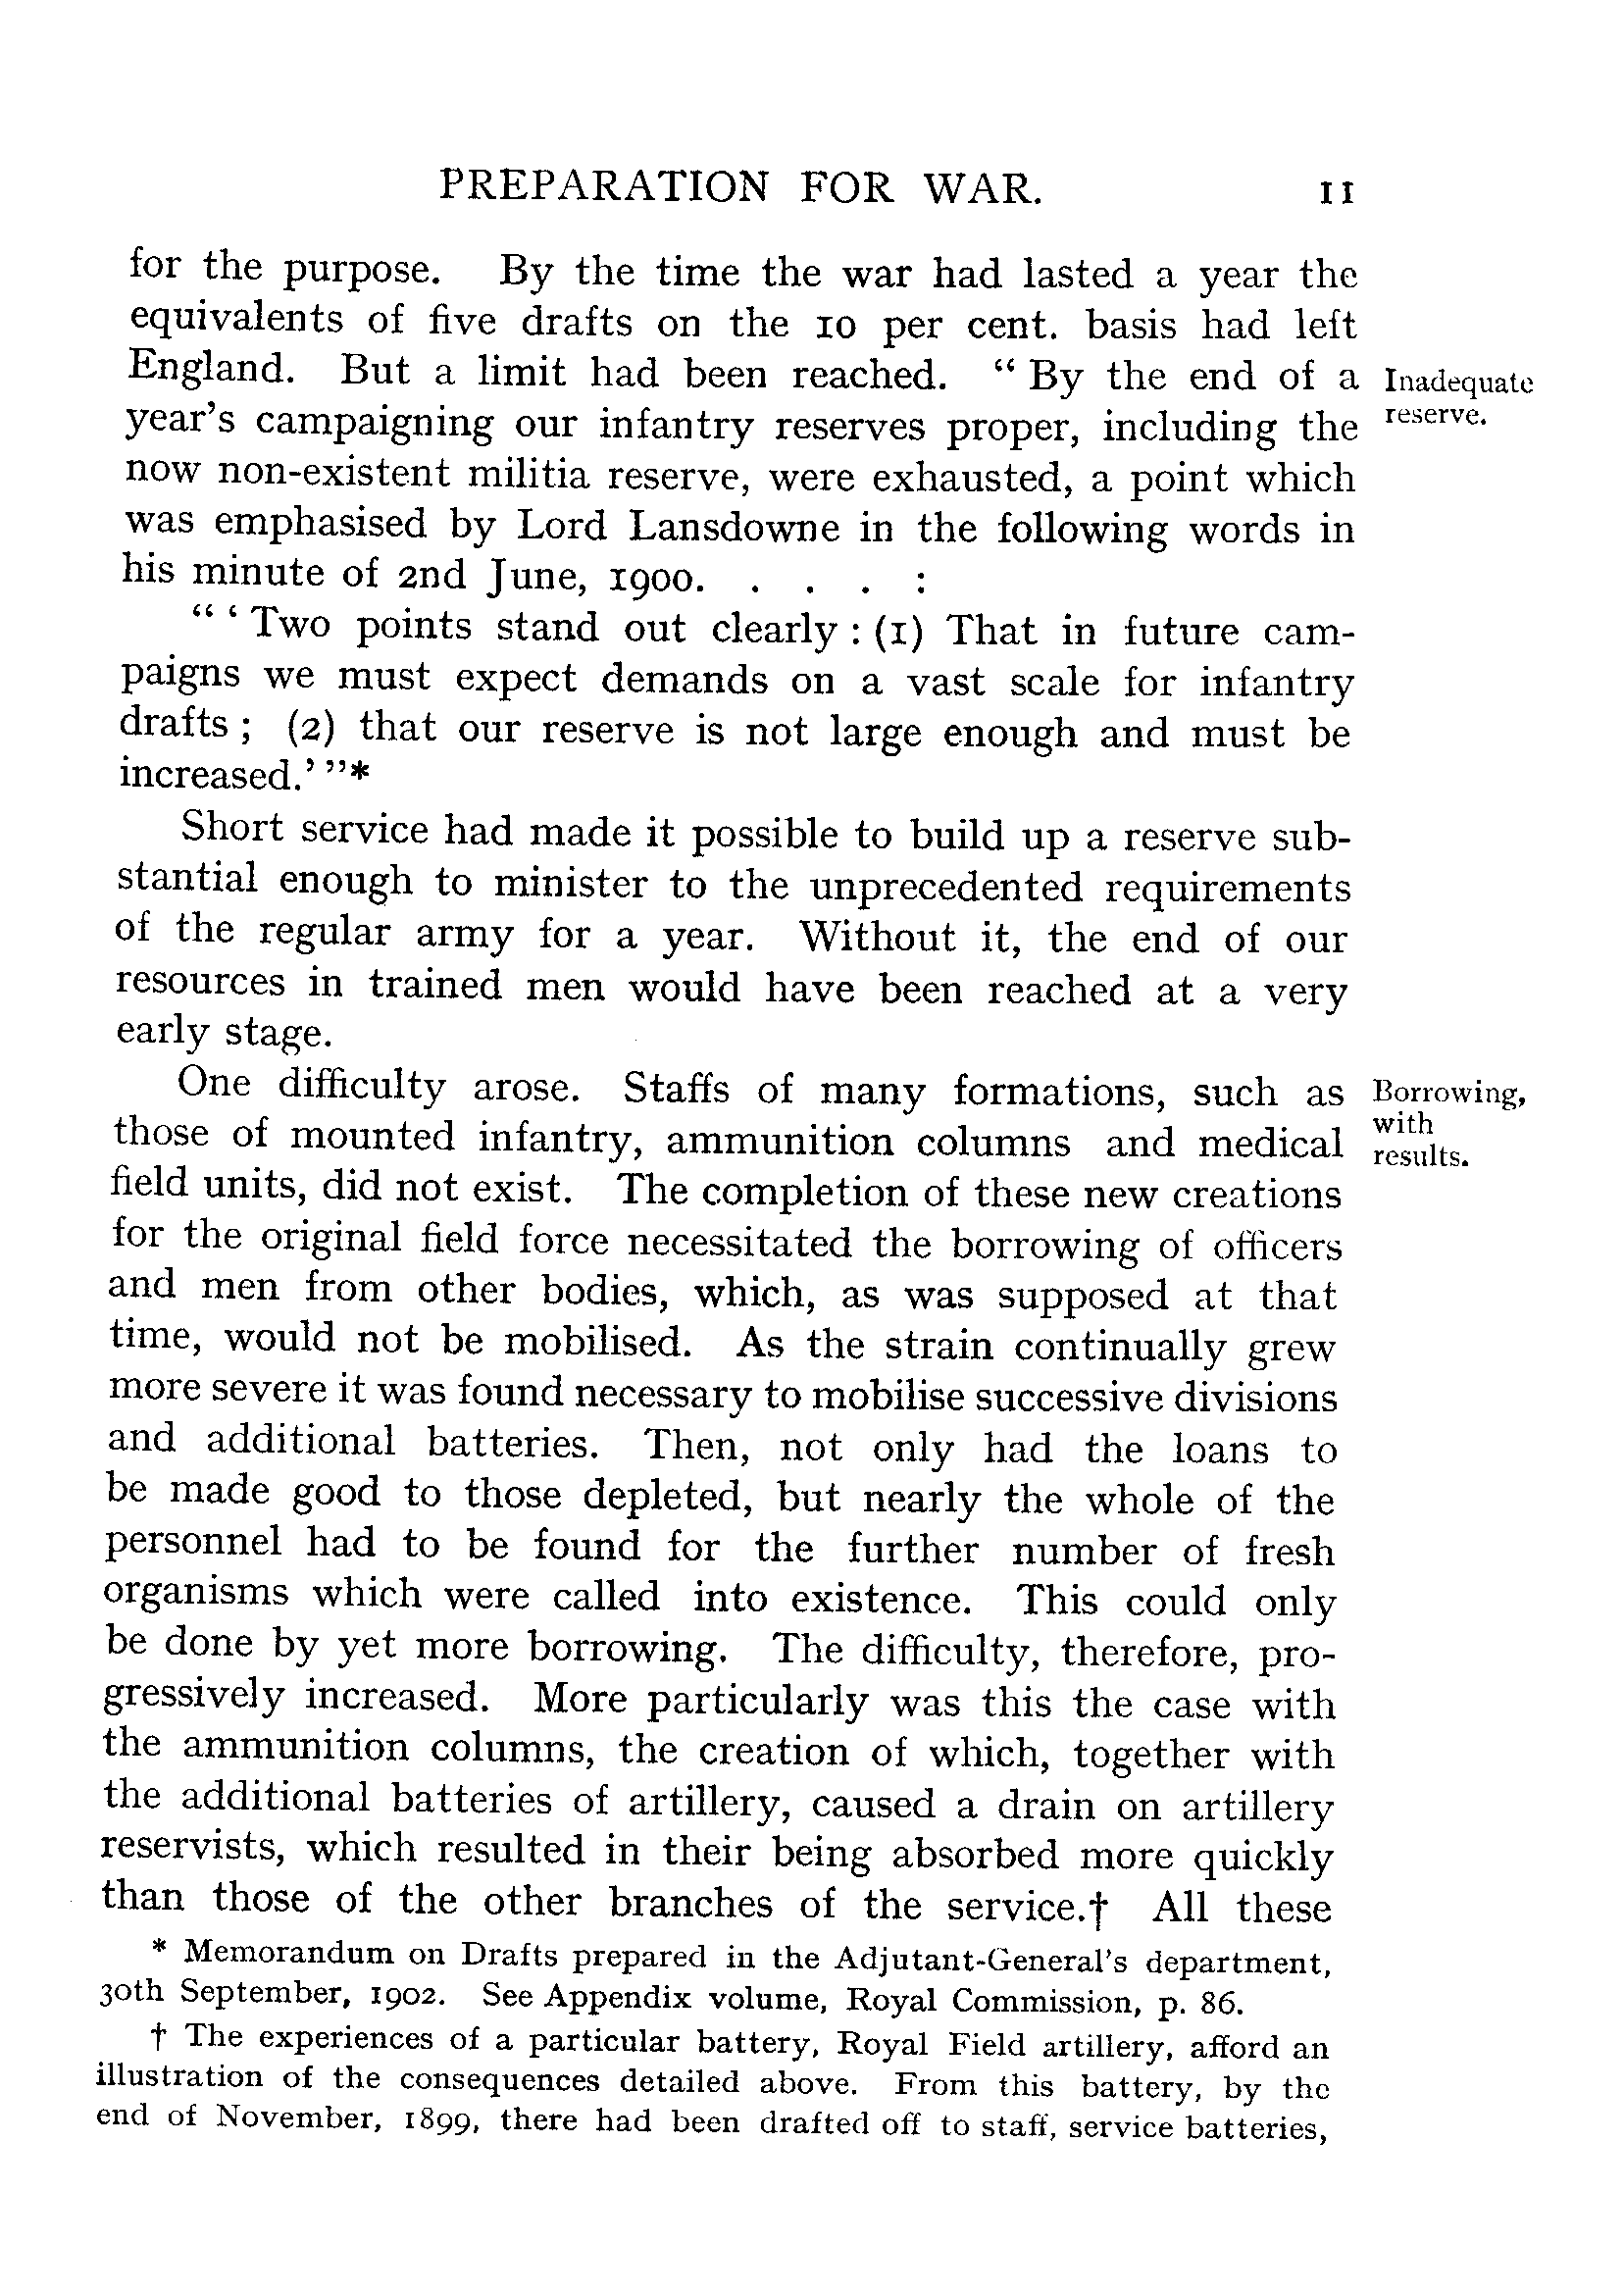 PREPARATION FOR WAR. 11
for the purpose. By the time the war had lasted a year the
equivalents of five drafts on the 10 per cent. basis had left
England. But a limit had been reached. " By the end of a
Inadequate
year's campaigning our infantry reserves proper, including the
reserve.
now non-existent militia reserve, were exhausted, a point which
was emphasised by Lord Lansdowne in the following words in
his minute of 2nd June, 1900. . . . . :
" ' Two points stand out clearly : (1) That in future cam-
paigns we must expect demands on a vast scale for infantry
drafts ; (2) that our reserve is not large enough and must be
increased.' "*
Short service had made it possible to build up a reserve sub-
stantial enough to minister to the unprecedented requirements
of the regular army for a year. Without it, the end of our
resources in trained men would have been reached at a very
early stage.
One difficulty arose. Staffs of many formations, such as
Borrowing,
with
results.
those of mounted infantry, ammunition columns and medical
field units, did not exist. The completion of these new creations
for the original field force necessitated the borrowing of officers
and men from other bodies, which, as was supposed at that
time, would not be mobilised. As the strain continually grew
more severe it was found necessary to mobilise successive divisions
and additional batteries. Then, not only had the loans to
be made good to those depleted, but nearly the whole of the
personnel had to be found for the further number of fresh
organisms which were called into existence. This could only
be done by yet more borrowing. The difficulty, therefore, pro-
gressively increased. More particularly was this the case with
the ammunition columns, the creation of which, together with
the additional batteries of artillery, caused a drain on artillery
reservists, which resulted in their being absorbed more quickly
than those of the other branches of the service.† All these
* Memorandum on Drafts prepared in the Adjutant-General's department,
30th September, 1902. See Appendix volume, Royal Commission, p. 86.
† The experiences of a particular battery, Royal Field artillery, afford an
illustration of the consequences detailed above. From this battery, by the
end of November, 1899, there had been drafted off to staff, service batteries,